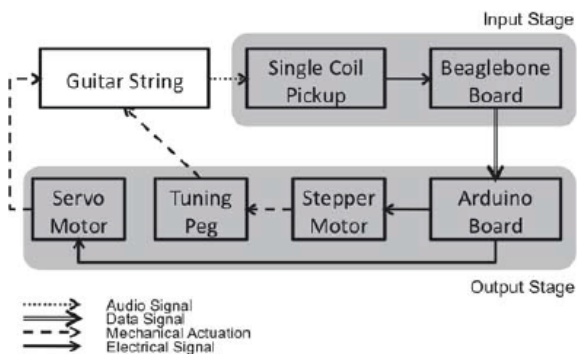 Input Stage
Guitar String
Single Coil
Pickup
Beaglebone
Board
Servo
Motor
Tuning
Peg
Stepper
Motor
Arduino
Board
Output Stage
Audio Signal
Data Signal
Mechanical Actuation
Electrical Signal